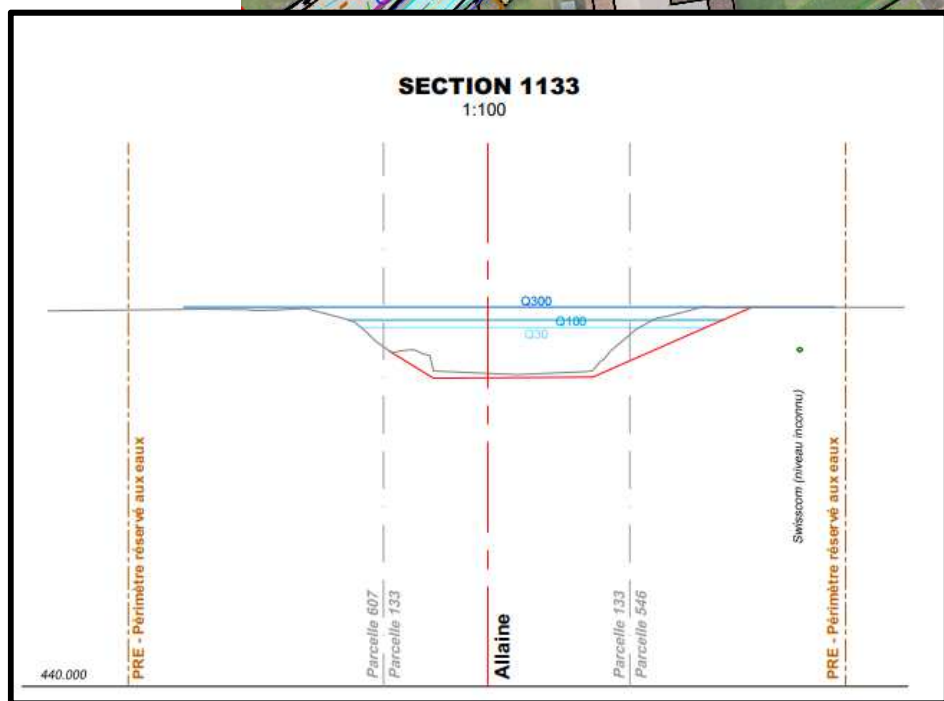 SECTION 1133
1:100
Q300
Q100
Q30
PRE - Périmètre réservé aux eaux
Parcelle 607
Parcelle 133
Allaine
Parcelle 133
Parcelle 546
Swisscom (niveau inconnu)
PRE - Périmètre réservé aux eaux
440.000